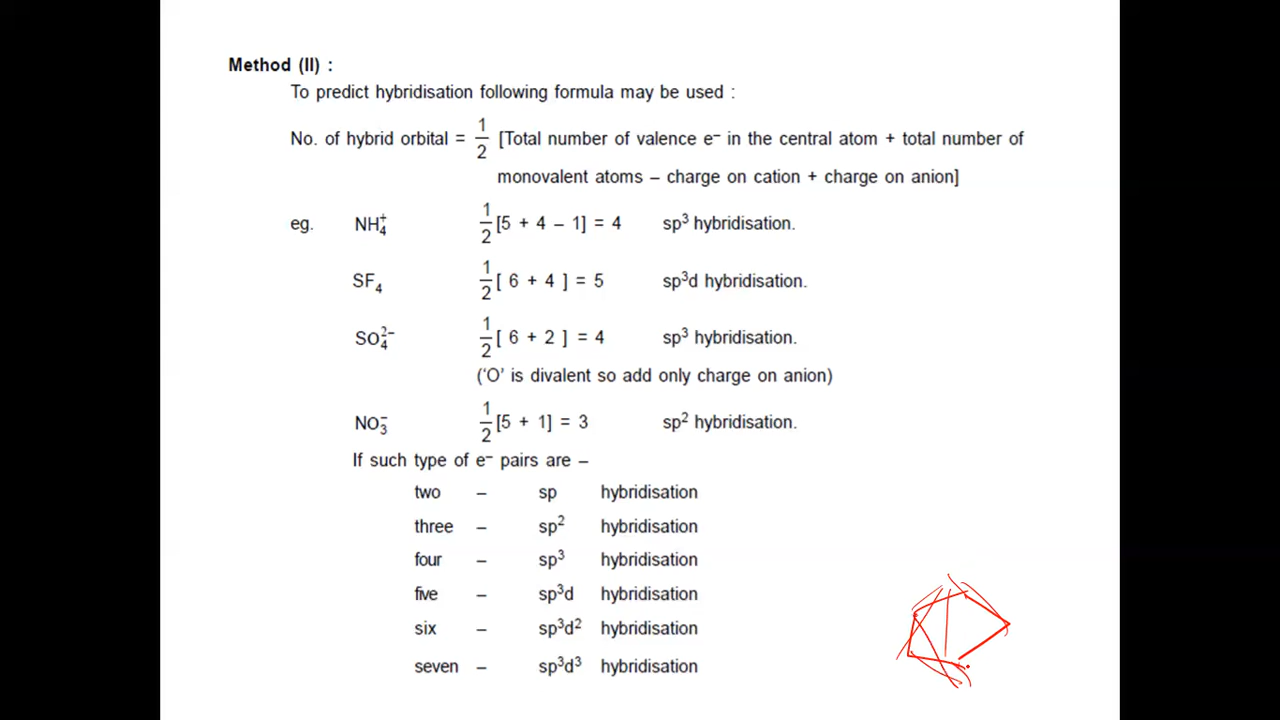 Method (II) :
To predict hybridisation following formula may be used :
No. of hybrid orbital = 1/2 [Total number of valence e⁻ in the central atom + total number of
monovalent atoms – charge on cation + charge on anion]
eg. NH₄⁺ 1/2 [5 + 4 – 1] = 4 sp³ hybridisation.
SF₄ 1/2 [ 6 + 4 ] = 5 sp³d hybridisation.
SO₄²⁻ 1/2 [ 6 + 2 ] = 4 sp³ hybridisation.
(‘O’ is divalent so add only charge on anion)
NO₃⁻ 1/2 [5 + 1] = 3 sp² hybridisation.
If such type of e⁻ pairs are –
two – sp hybridisation
three – sp² hybridisation
four – sp³ hybridisation
five – sp³d hybridisation
six – sp³d² hybridisation
seven – sp³d³ hybridisation